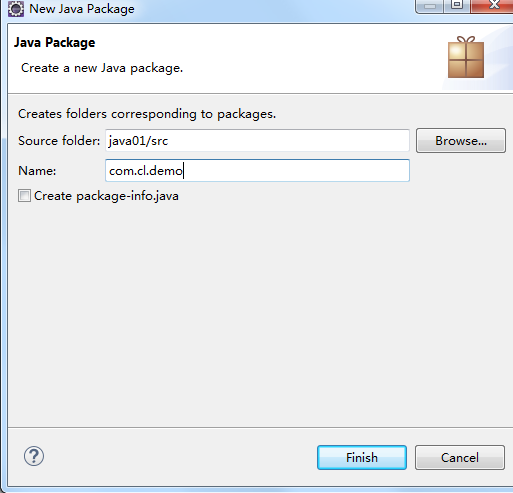 New Java Package
Java Package
Create a new Java package.
Creates folders corresponding to packages.
Source folder: java01/src Browse...
Name: com.cl.demo
Create package-info.java
? Finish Cancel